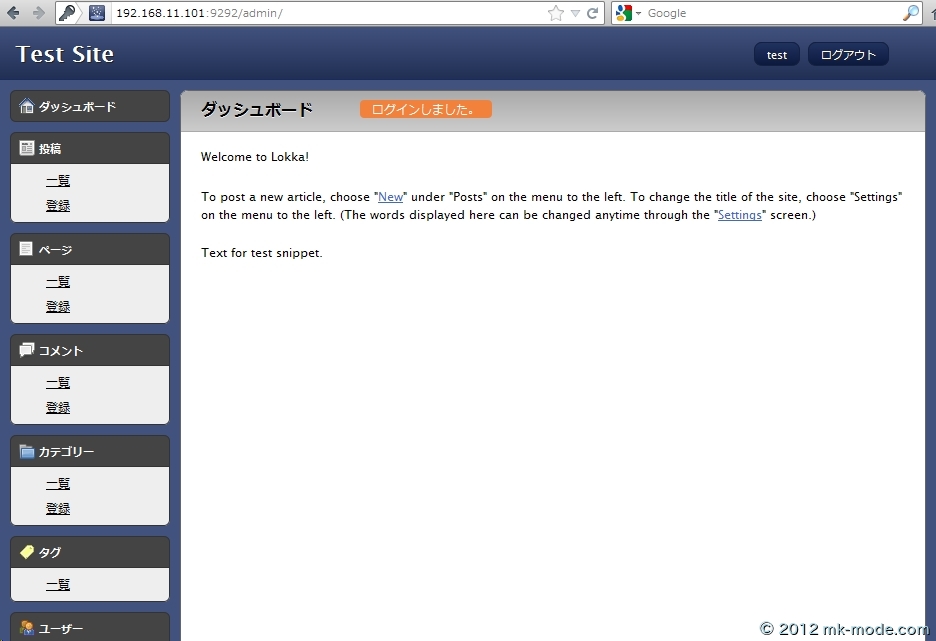 192.168.11.101:9292/admin/
Google
Test Site
test
ログアウト
ダッシュボード
投稿
一覧
登録
ページ
一覧
登録
コメント
一覧
登録
カテゴリー
一覧
登録
タグ
一覧
ユーザー
ダッシュボード
ログインしました。
Welcome to Lokka!
To post a new article, choose "New" under "Posts" on the menu to the left. To change the title of the site, choose "Settings"
on the menu to the left. (The words displayed here can be changed anytime through the "Settings" screen.)
Text for test snippet.
© 2012 mk-mode.com